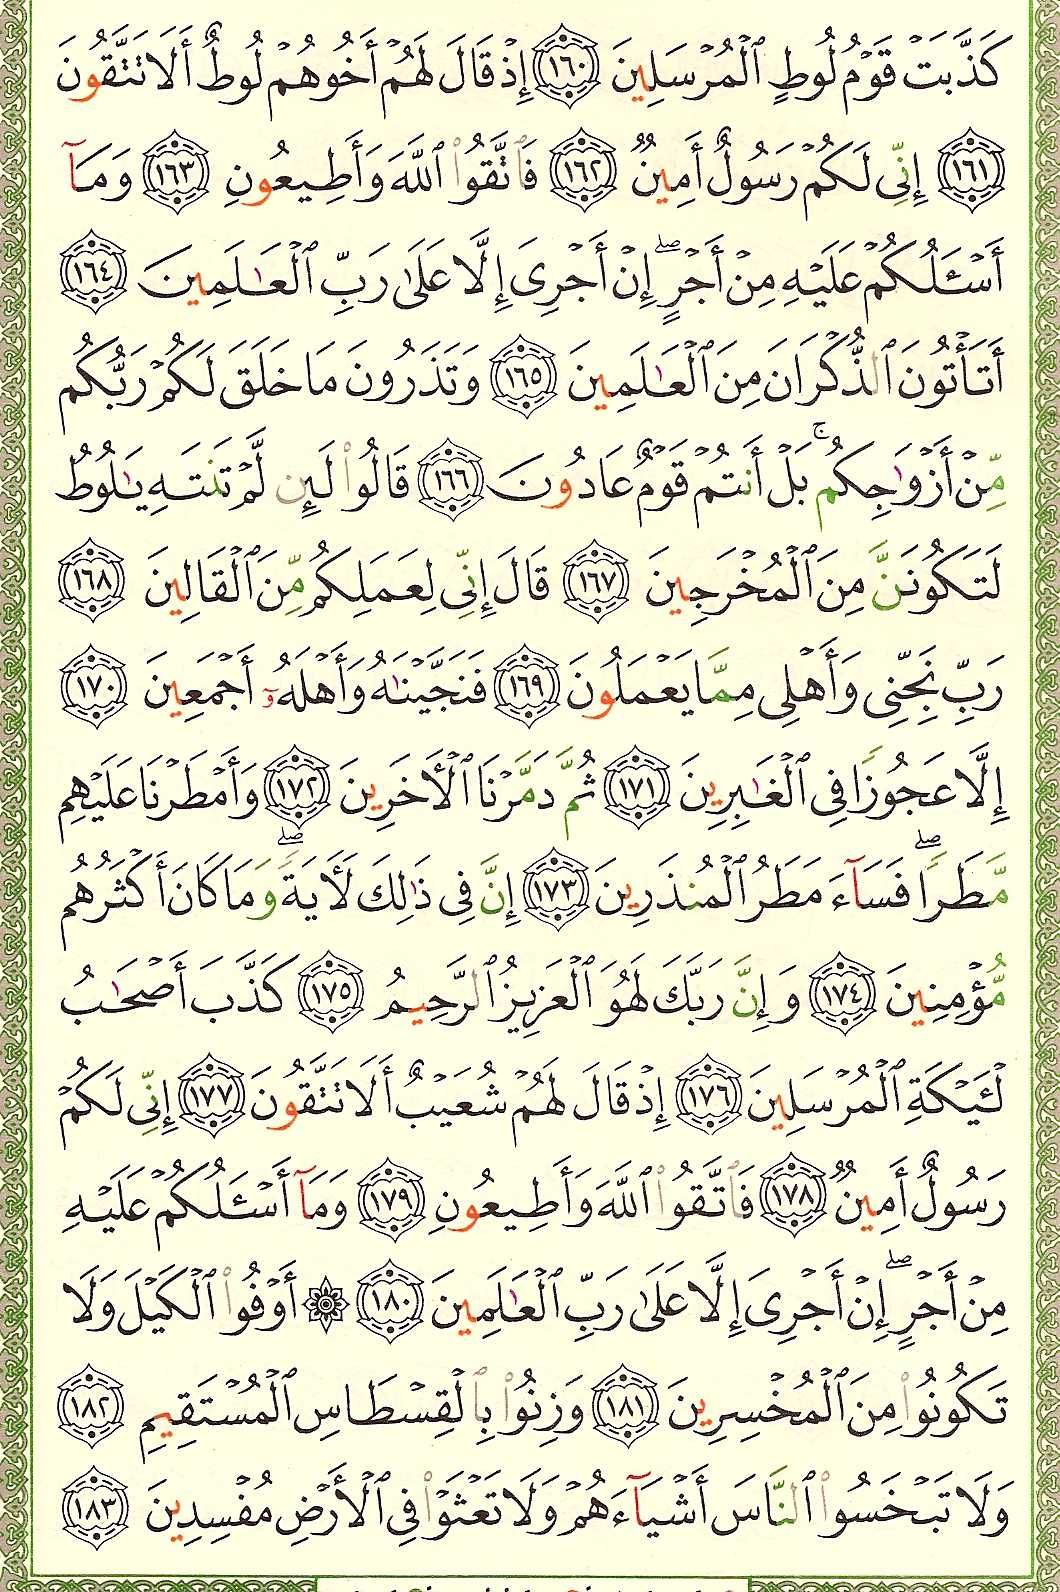 كَذَّبَتۡ قَوۡمُ لُوطٍ ٱلۡمُرۡسَلِينَ ١٦٠ إِذۡ قَالَ لَهُمۡ أَخُوهُمۡ لُوطٌ أَلَا تَتَّقُونَ
١٦١ إِنِّى لَكُمۡ رَسُولٌ أَمِينٌ ١٦٢ فَٱتَّقُوا۟ ٱللَّهَ وَأَطِيعُونِ ١٦٣ وَمَآ
أَسۡـَٔلُكُمۡ عَلَيۡهِ مِنۡ أَجۡرٍۖ إِنۡ أَجۡرِىَ إِلَّا عَلَىٰ رَبِّ ٱلۡعَـٰلَمِينَ ١٦٤
أَتَأۡتُونَ ٱلذُّكۡرَانَ مِنَ ٱلۡعَـٰلَمِينَ ١٦٥ وَتَذَرُونَ مَا خَلَقَ لَكُمۡ رَبُّكُم
مِّنۡ أَزۡوَٰجِكُمۚ بَلۡ أَنتُمۡ قَوۡمٌ عَادُونَ ١٦٦ قَالُوا۟ لَئِن لَّمۡ تَنتَهِ يَـٰلُوطُ
لَتَكُونَنَّ مِنَ ٱلۡمُخۡرَجِينَ ١٦٧ قَالَ إِنِّى لِعَمَلِكُم مِّنَ ٱلۡقَالِينَ ١٦٨
رَبِّ نَجِّنِى وَأَهۡلِى مِمَّا يَعۡمَلُونَ ١٦٩ فَنَجَّيۡنَـٰهُ وَأَهۡلَهُۥٓ أَجۡمَعِينَ ١٧٠
إِلَّا عَجُوزًا فِى ٱلۡغَـٰبِرِينَ ١٧١ ثُمَّ دَمَّرۡنَا ٱلۡأَخَرِينَ ١٧٢ وَأَمۡطَرۡنَا عَلَيۡهِم
مَّطَرًاۖ فَسَآءَ مَطَرُ ٱلۡمُنذَرِينَ ١٧٣ إِنَّ فِى ذَٰلِكَ لَأَيَةًۖ وَمَا كَانَ أَكۡثَرُهُم
مُّؤۡمِنِينَ ١٧٤ وَإِنَّ رَبَّكَ لَهُوَ ٱلۡعَزِيزُ ٱلرَّحِيمُ ١٧٥ كَذَّبَ أَصۡحَـٰبُ
لۡـَٔيۡكَةِ ٱلۡمُرۡسَلِينَ ١٧٦ إِذۡ قَالَ لَهُمۡ شُعَيۡبٌ أَلَا تَتَّقُونَ ١٧٧ إِنِّى لَكُمۡ
رَسُولٌ أَمِينٌ ١٧٨ فَٱتَّقُوا۟ ٱللَّهَ وَأَطِيعُونِ ١٧٩ وَمَآ أَسۡـَٔلُكُمۡ عَلَيۡهِ
مِنۡ أَجۡرٍۖ إِنۡ أَجۡرِىَ إِلَّا عَلَىٰ رَبِّ ٱلۡعَـٰلَمِينَ ١٨٠ ۞ أَوۡفُوا۟ ٱلۡكَيۡلَ وَلَا
تَكُونُوا۟ مِنَ ٱلۡمُخۡسِرِينَ ١٨١ وَزِنُوا۟ بِٱلۡقِسۡطَاسِ ٱلۡمُسۡتَقِيمِ ١٨٢
وَلَا تَبۡخَسُوا۟ ٱلنَّاسَ أَشۡيَآءَهُمۡ وَلَا تَعۡثَوۡا۟ فِى ٱلۡأَرۡضِ مُفۡسِدِينَ ١٨٣